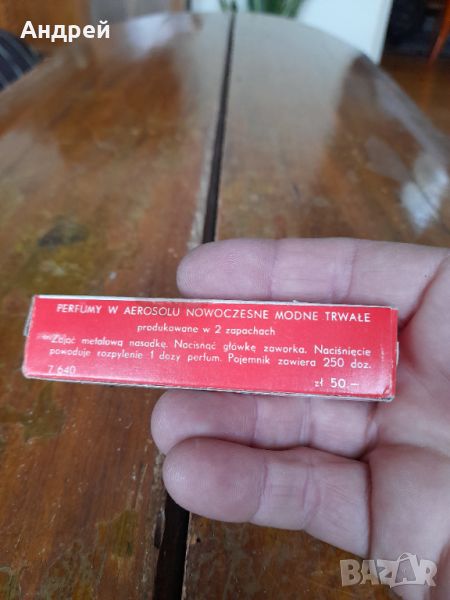 Андрей
PERFUMY W AEROSOLU NOWOCZESNE MODNE TRWAŁE
produkowane w 2 zapachach
Zdjąć metalową nasadkę. Nacisnąć główkę zaworka. Naciśnięcie
powoduje rozpylenie 1 dozy perfum. Pojemnik zawiera 250 doz.
7.640 zł 50,—
BAZAR